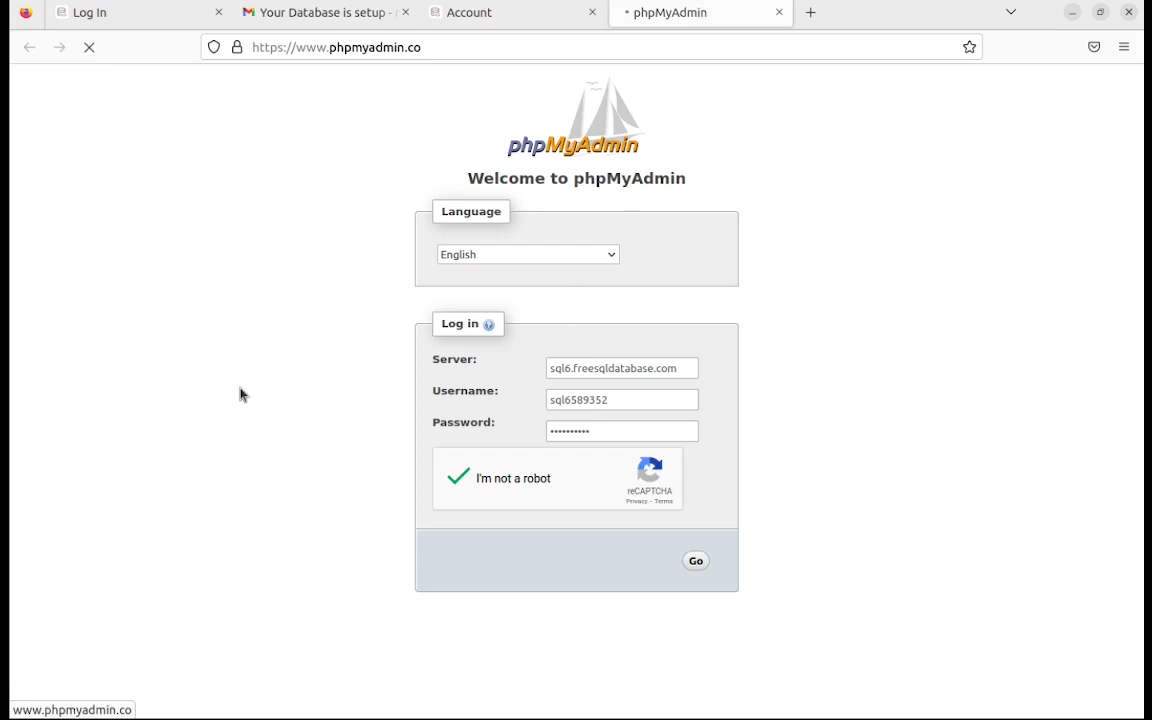 Log In
Your Database is setup -
Account
phpMyAdmin
https://www.phpmyadmin.co
phpMyAdmin
Welcome to phpMyAdmin
Language
English
Log in
Server:
sql6.freesqldatabase.com
Username:
sql6589352
Password:
••••••••••
I'm not a robot
reCAPTCHA
Privacy - Terms
Go
www.phpmyadmin.co